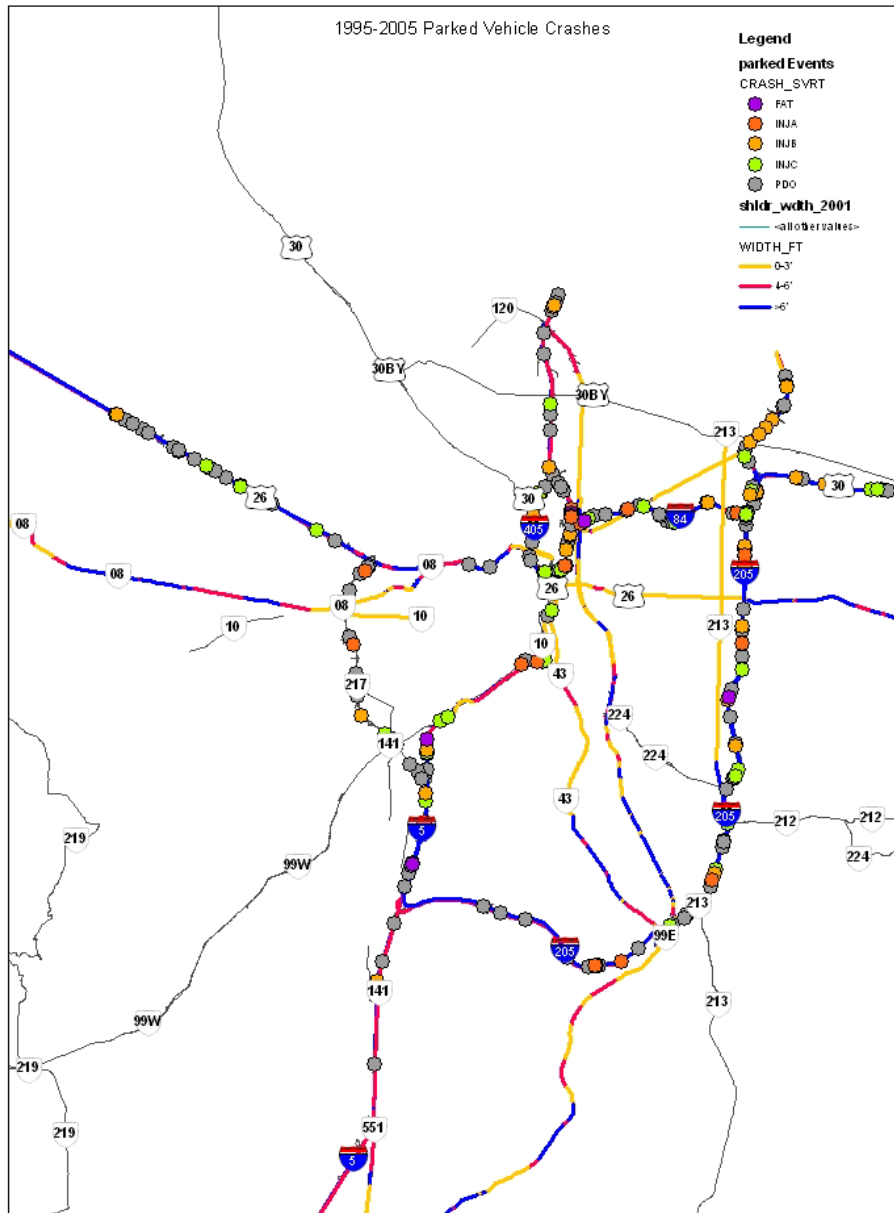 1995-2005 Parked Vehicle Crashes
Legend
parked Events
CRASH_SVRT
FAT
INJA
INJB
INJC
PDO
shldr_wdth_2001
<all other values>
WIDTH_FT
0-3'
4-6'
>6'
30
120
30BY
30BY
213
26
30
30
405
84
08
08
08
205
26
26
08
10
10
213
10
43
217
224
141
224
43
205
5
212
212
219
224
99W
213
99E
205
141
213
99W
219
551
219
5